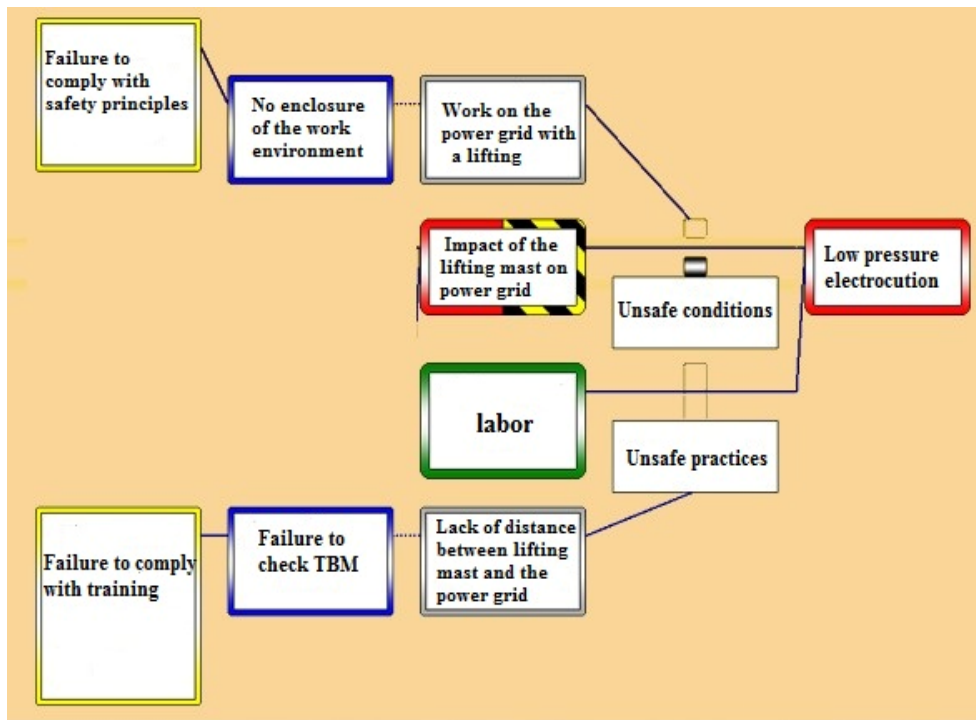 Failure to
comply with
safety principles
No enclosure
of the work
environment
Work on the
power grid with
a lifting
Impact of the
lifting mast on
power grid
Low pressure
electrocution
Unsafe conditions
labor
Unsafe practices
Failure to comply
with training
Failure to
check TBM
Lack of distance
between lifting
mast and the
power grid